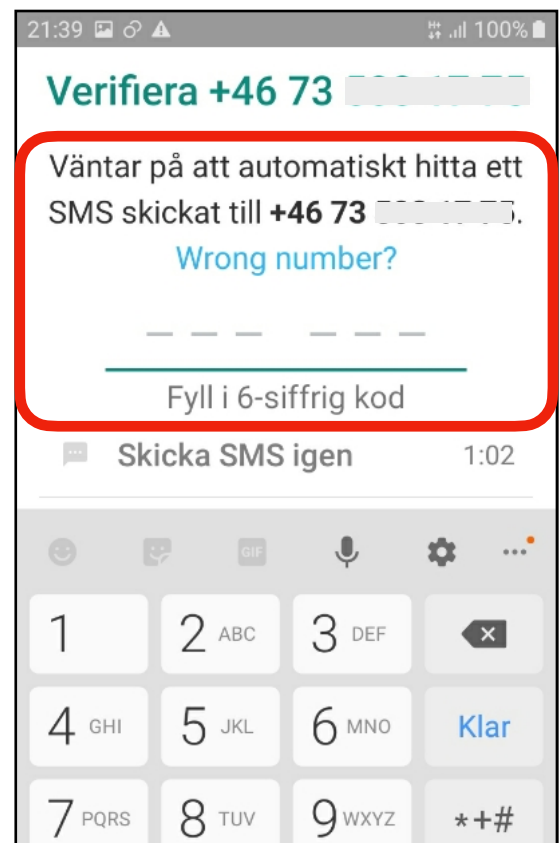 21:39 100%
Verifiera +46 73
Väntar på att automatiskt hitta ett
SMS skickat till +46 73 .
Wrong number?
Fyll i 6-siffrig kod
Skicka SMS igen 1:02
GIF
1 2 ABC 3 DEF
4 GHI 5 JKL 6 MNO Klar
7 PQRS 8 TUV 9 WXYZ *+#